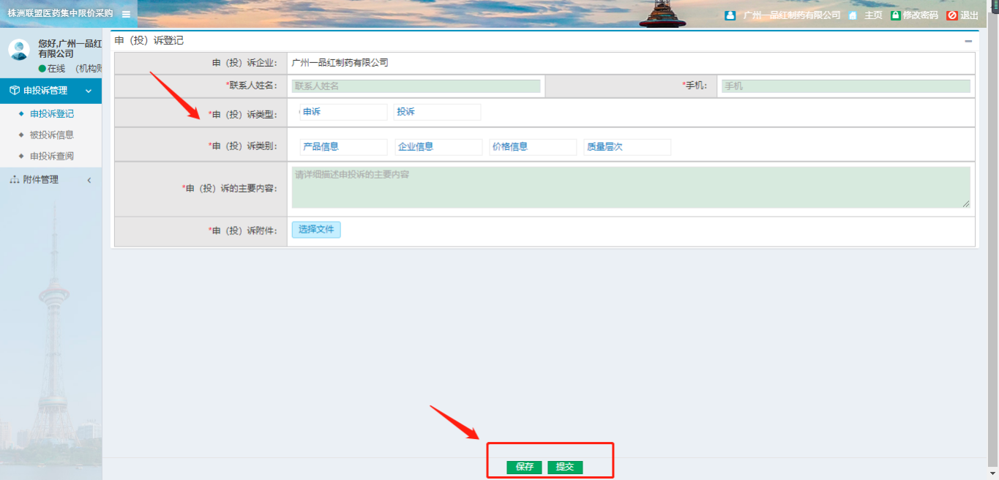 株洲联盟医药集中限价采购
广州一品红制药有限公司 主页 修改密码 退出
您好,广州一品红
有限公司
在线 (机构账
申投诉管理
申投诉登记
被投诉信息
申投诉查阅
附件管理
申（投）诉登记
申（投）诉企业: 广州一品红制药有限公司
*联系人姓名: 联系人姓名 *手机: 手机
*申（投）诉类型: 申诉 投诉
*申（投）诉类别: 产品信息 企业信息 价格信息 质量层次
*申（投）诉的主要内容: 请详细描述申投诉的主要内容
*申（投）诉附件: 选择文件
保存 提交